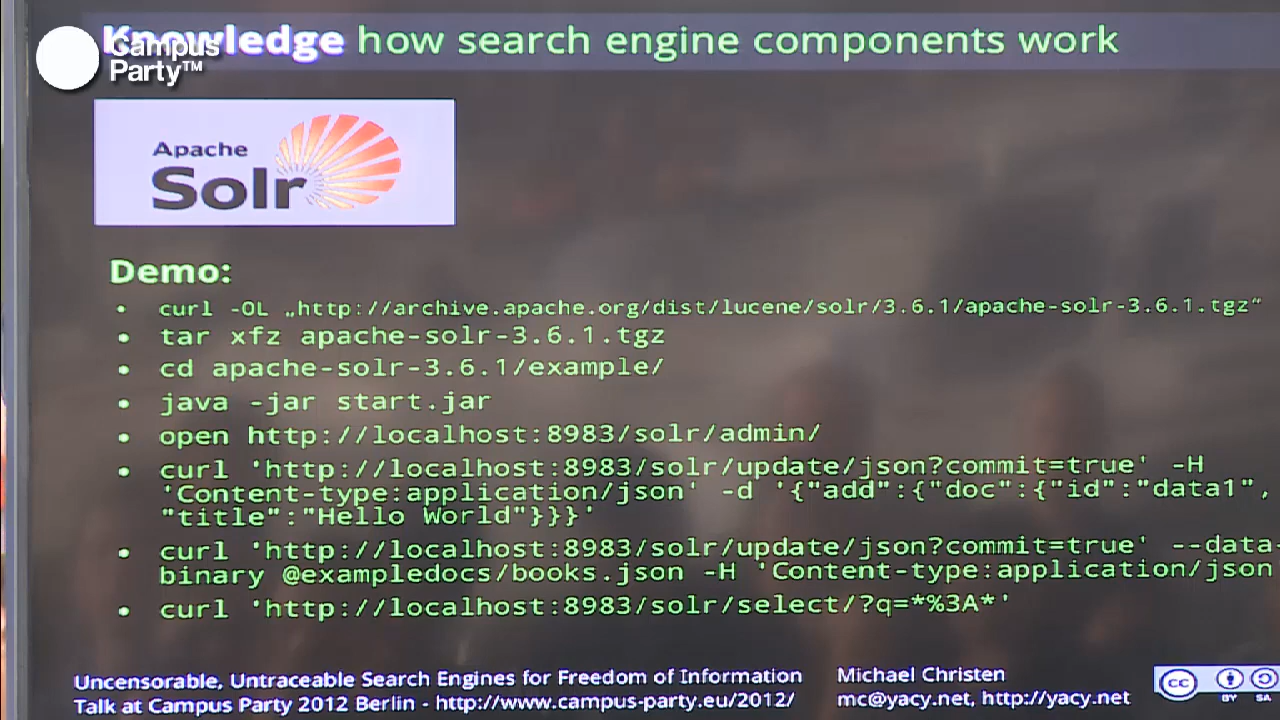 Knowledge how search engine components work
Campus
Party™
Apache
Solr
Demo:
• curl -OL „http://archive.apache.org/dist/lucene/solr/3.6.1/apache-solr-3.6.1.tgz“
• tar xfz apache-solr-3.6.1.tgz
• cd apache-solr-3.6.1/example/
• java -jar start.jar
• open http://localhost:8983/solr/admin/
• curl 'http://localhost:8983/solr/update/json?commit=true' -H
'Content-type:application/json' -d '{"add":{"doc":{"id":"data1",
"title":"Hello World"}}}'
• curl 'http://localhost:8983/solr/update/json?commit=true' --data-
binary @exampledocs/books.json -H 'Content-type:application/json
• curl 'http://localhost:8983/solr/select/?q=*%3A*'
Uncensorable, Untraceable Search Engines for Freedom of Information
Talk at Campus Party 2012 Berlin - http://www.campus-party.eu/2012/
Michael Christen
mc@yacy.net, http://yacy.net
cc
BY SA